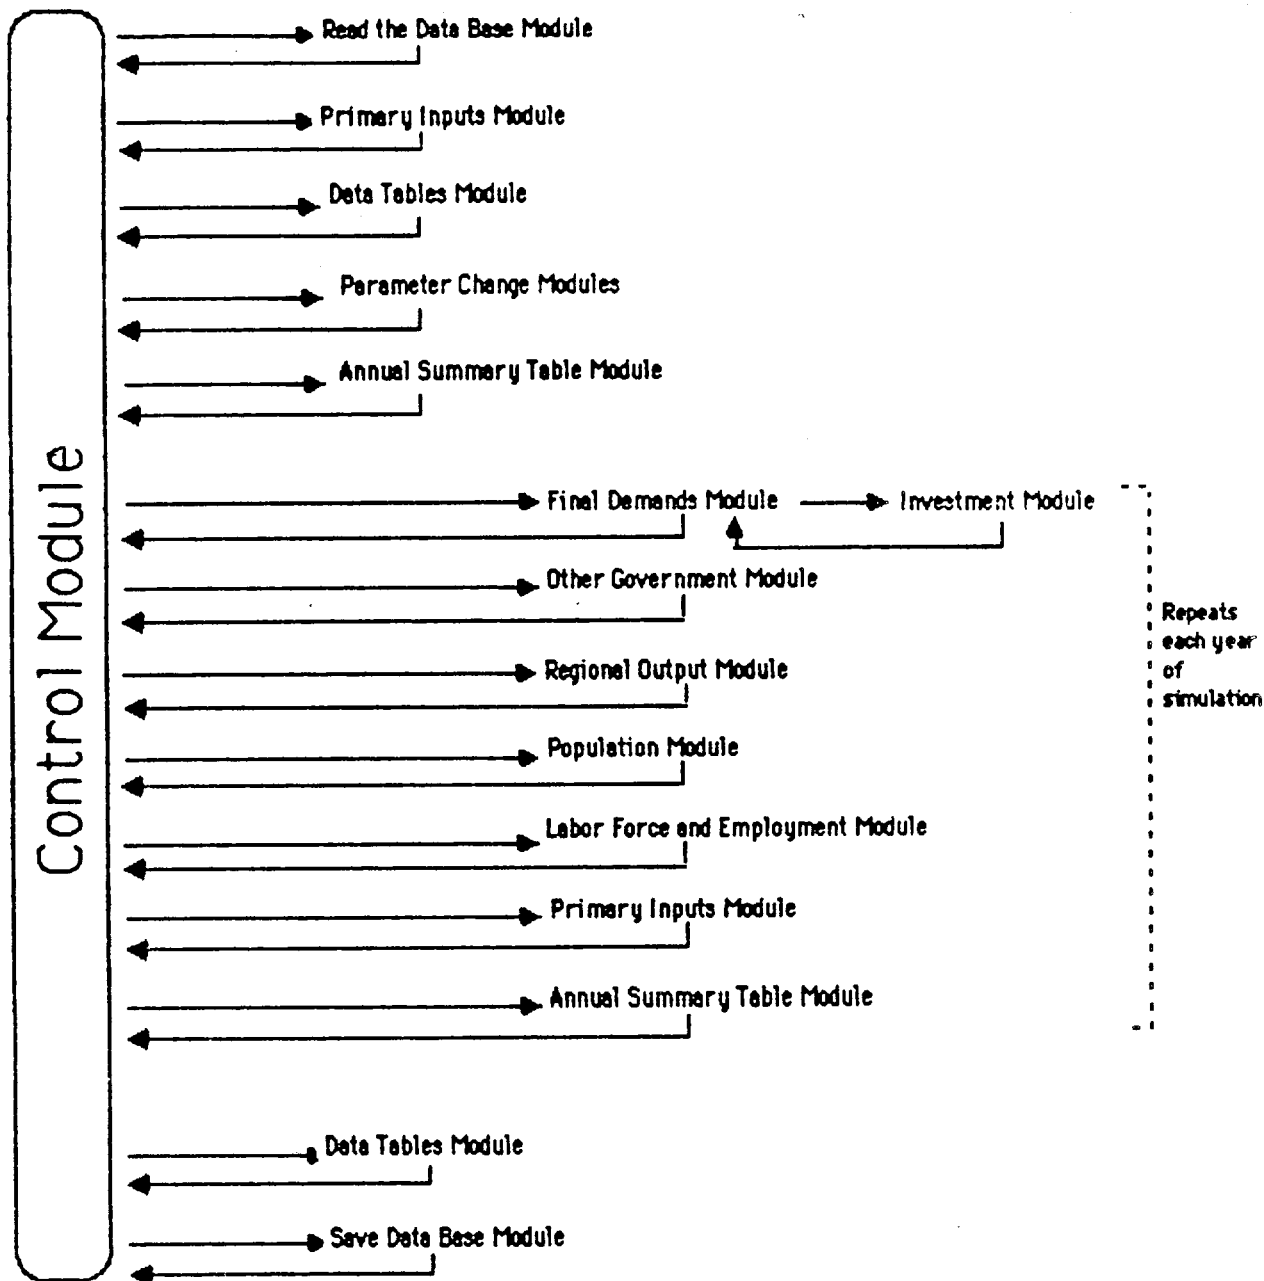 Control Module
Read the Data Base Module
Primary Inputs Module
Data Tables Module
Parameter Change Modules
Annual Summary Table Module
Final Demands Module
Investment Module
Other Government Module
Regional Output Module
Population Module
Labor Force and Employment Module
Primary Inputs Module
Annual Summary Table Module
Repeats
each year
of
simulation
Data Tables Module
Save Data Base Module